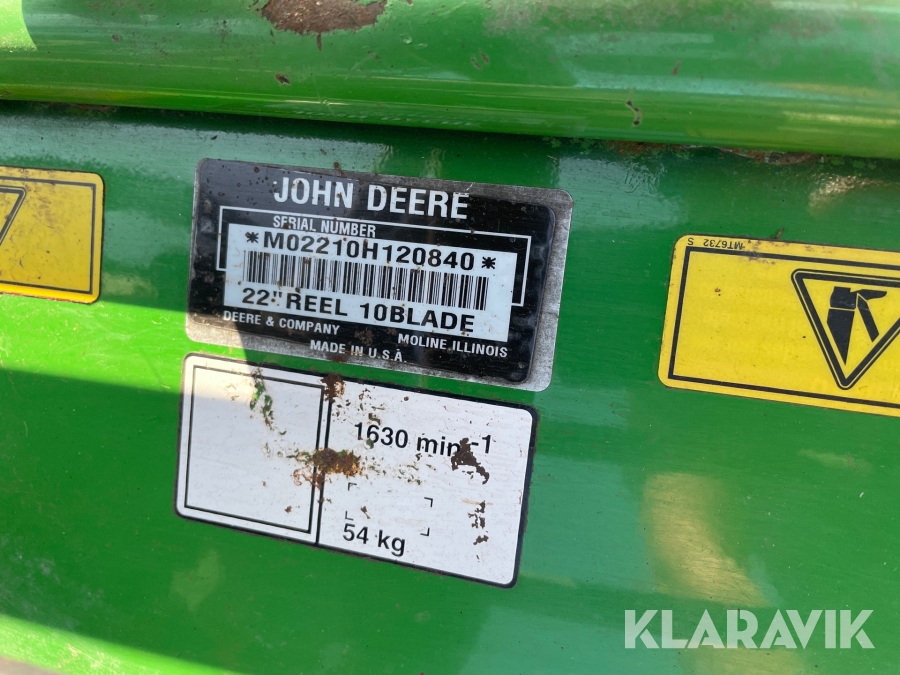 JOHN DEERE
SERIAL NUMBER
*M02210H120840*
22" REEL 10BLADE
DEERE & COMPANY MOLINE ILLINOIS
MADE IN U.S.A.
MT6732 S
1630 min -1
54 kg
KLARAVIK